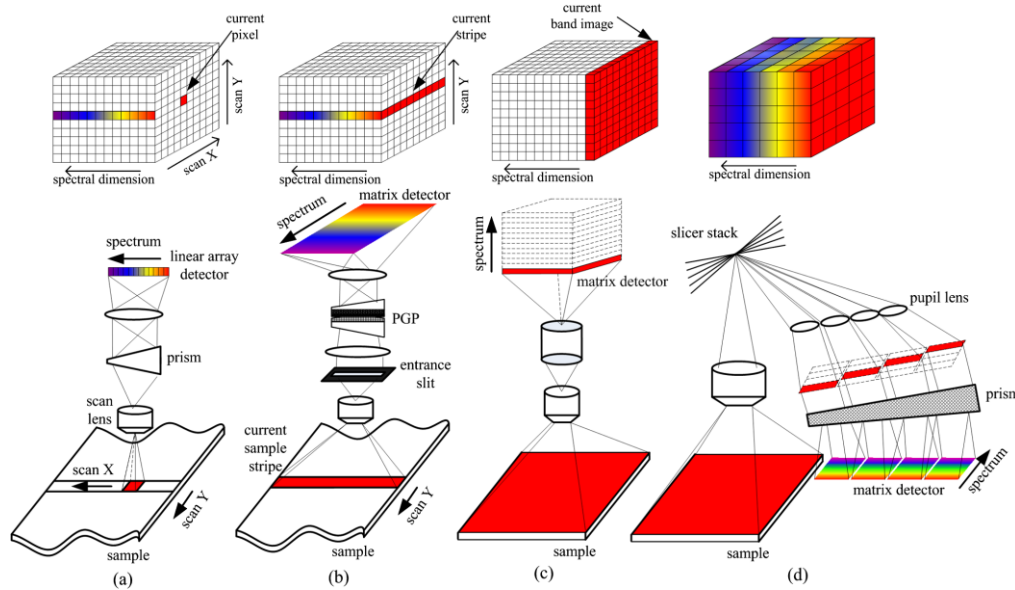 current
pixel
scan Y
scan X
spectral dimension
spectrum
linear array
detector
prism
scan
lens
scan X
scan Y
sample
(a)
current
stripe
scan Y
spectral dimension
matrix detector
spectrum
PGP
entrance
slit
current
sample
stripe
scan Y
sample
(b)
current
band image
spectral dimension
spectrum
matrix detector
sample
(c)
spectral dimension
slicer stack
pupil lens
prism
spectrum
matrix detector
sample
(d)